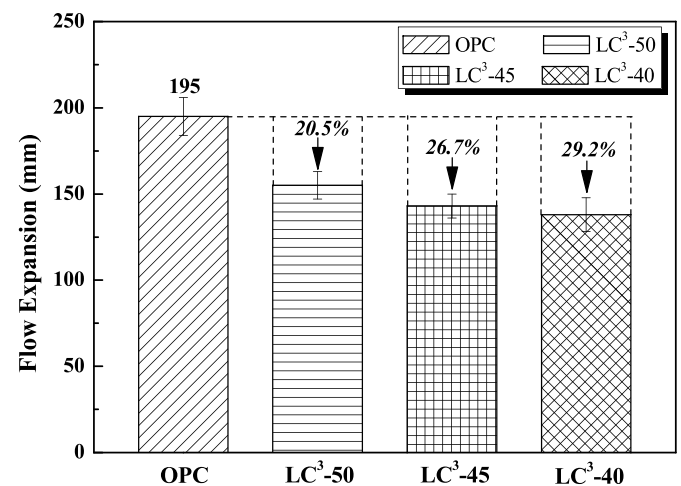 250
200
150
100
50
0
Flow Expansion (mm)
OPC
LC³-50
LC³-45
LC³-40
195
20.5%
26.7%
29.2%
OPC
LC³-50
LC³-45
LC³-40